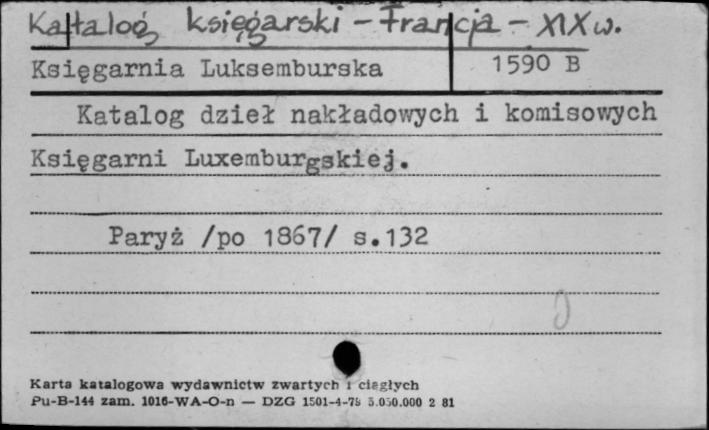 Katalog księgarski - Francja - XIX w.
Księgarnia Luksemburska 1590 B
Katalog dzieł nakładowych i komisowych
Księgarni Luxemburgskiej.
Paryż /po 1867/ s.132
Karta katalogowa wydawnictw zwartych i ciągłych
Pu-B-144 zam. 1016-WA-O-n — DZG 1501-4-78 5.050.000 2 81